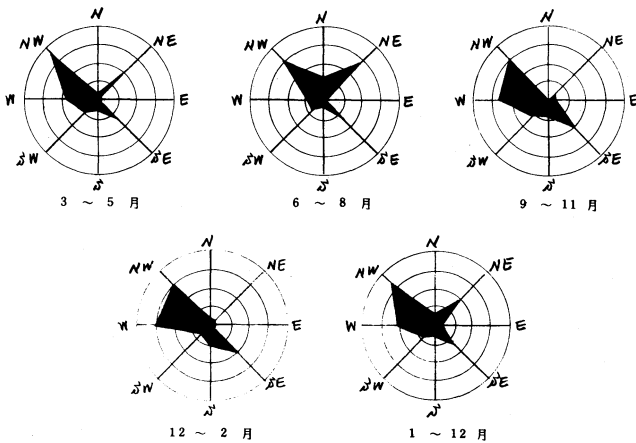 N N N
NW NE NW NE NW NE
W E W E W E
SW SE SW SE SW SE
S S S
3 ~ 5 月 6 ~ 8 月 9 ~ 11 月
N N
NW NE NW NE
W E W E
SW SE SW SE
S S
12 ~ 2 月 1 ~ 12 月